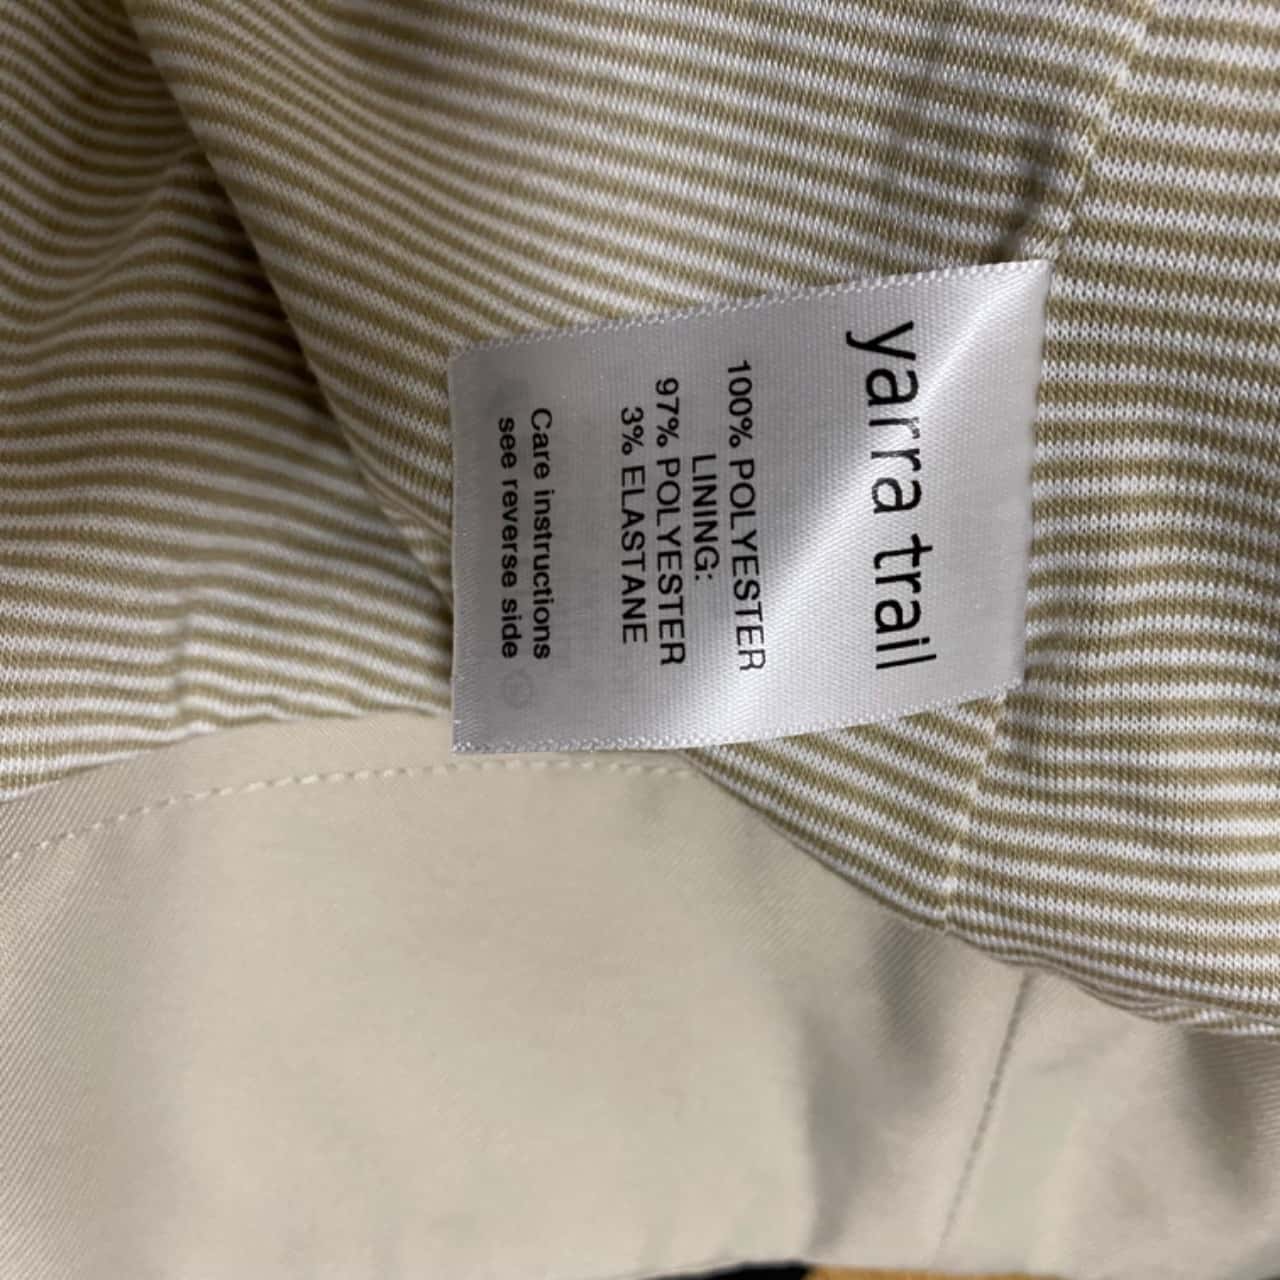 yarra trail
100% POLYESTER
LINING:
97% POLYESTER
3% ELASTANE
Care instructions
see reverse side